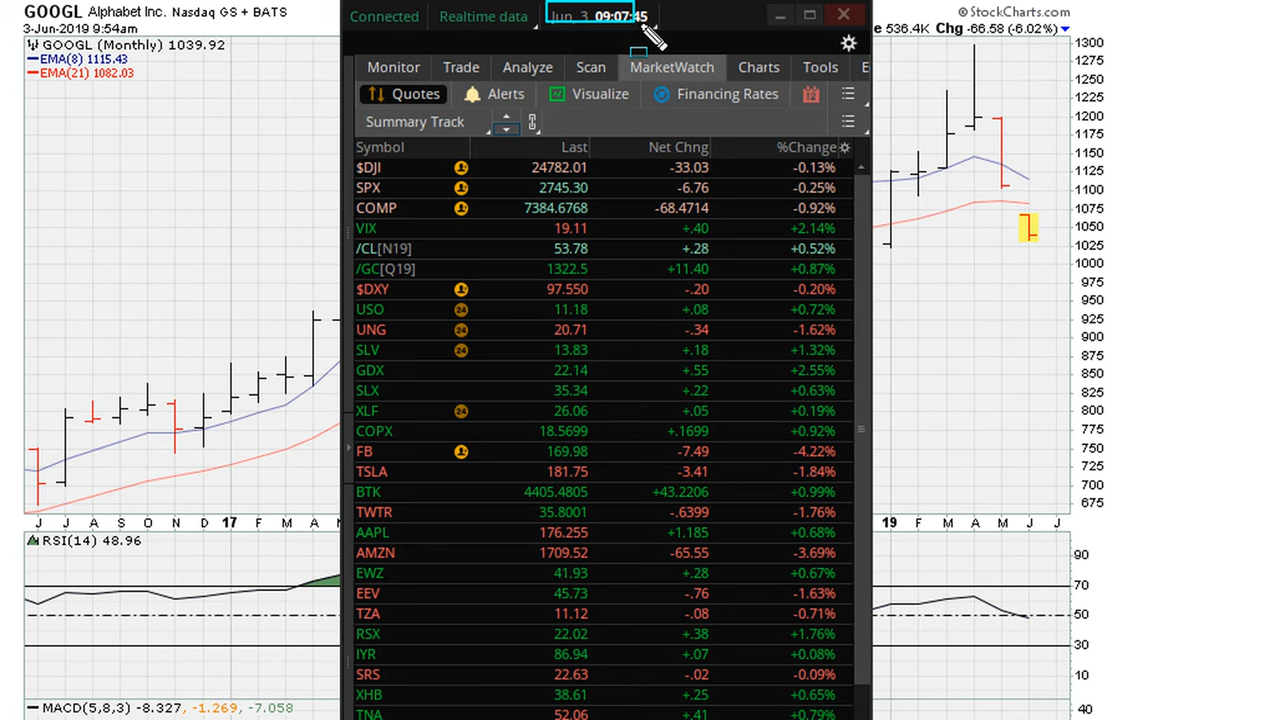 GOOGL Alphabet Inc. Nasdaq GS + BATS
3-Jun-2019 9:54am
GOOGL (Monthly) 1039.92
EMA(8) 1115.43
EMA(21) 1082.03
Connected Realtime data Jun, 3 09:07:45
© StockCharts.com
e 536.4K Chg -66.58 (-6.02%)
Monitor Trade Analyze Scan MarketWatch Charts Tools E
Quotes Alerts Visualize Financing Rates 12
Summary Track
Symbol Last Net Chng %Change
$DJI 24782.01 -33.03 -0.13%
SPX 2745.30 -6.76 -0.25%
COMP 7384.6768 -68.4714 -0.92%
VIX 19.11 +.40 +2.14%
/CL[N19] 53.78 +.28 +0.52%
/GC[Q19] 1322.5 +11.40 +0.87%
$DXY 97.550 -.20 -0.20%
USO 24 11.18 +.08 +0.72%
UNG 24 20.71 -.34 -1.62%
SLV 24 13.83 +.18 +1.32%
GDX 22.14 +.55 +2.55%
SLX 35.34 +.22 +0.63%
XLF 24 26.06 +.05 +0.19%
COPX 18.5699 +.1699 +0.92%
FB 169.98 -7.49 -4.22%
TSLA 181.75 -3.41 -1.84%
BTK 4405.4805 +43.2206 +0.99%
TWTR 35.8001 -.6399 -1.76%
AAPL 176.255 +1.185 +0.68%
AMZN 1709.52 -65.55 -3.69%
EWZ 41.93 +.28 +0.67%
EEV 45.73 -.76 -1.63%
TZA 11.12 -.08 -0.71%
RSX 22.02 +.38 +1.76%
IYR 86.94 +.07 +0.08%
SRS 22.63 -.02 -0.09%
XHB 38.61 +.25 +0.65%
TNA 52.06 +.41 +0.79%
1300
1275
1250
1225
1200
1175
1150
1125
1100
1075
1050
1025
1000
975
950
925
900
875
850
825
800
775
750
725
700
675
J J A S O N D 17 F M A
19 F M A M J J
RSI(14) 48.96
90
70
50
30
10
MACD(5,8,3) -8.327, -1.269, -7.058
40